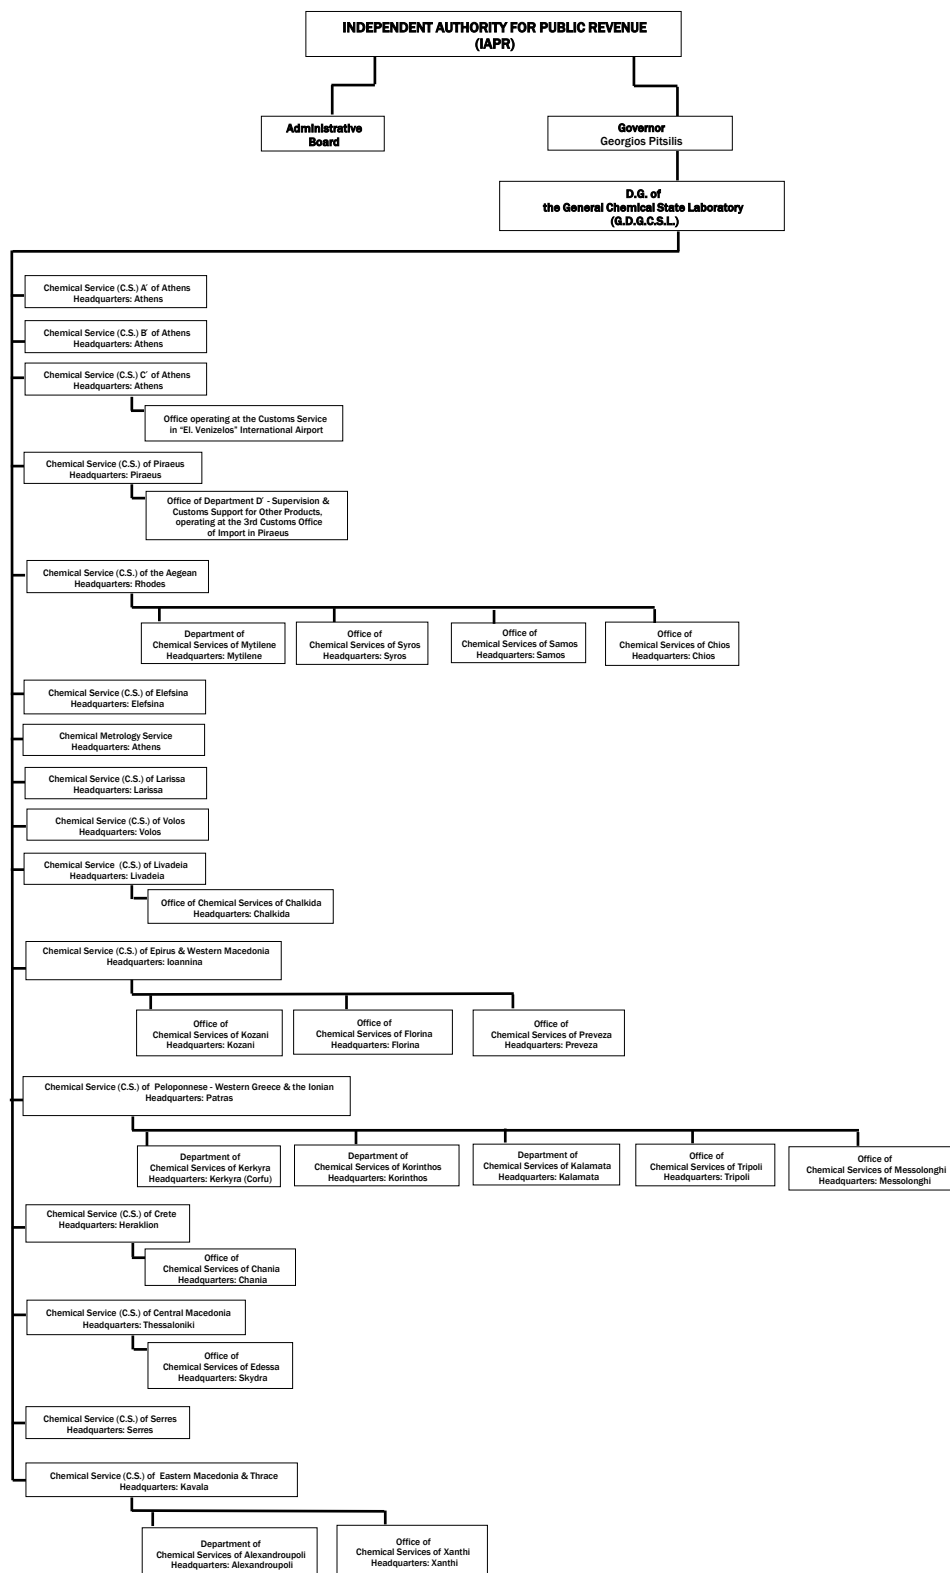 INDEPENDENT AUTHORITY FOR PUBLIC REVENUE
(IAPR)
Administrative
Board
Governor
Georgios Pitsilis
D.G. of
the General Chemical State Laboratory
(G.D.G.C.S.L.)
Chemical Service (C.S.) A΄ of Athens
Headquarters: Athens
Chemical Service (C.S.) B΄ of Athens
Headquarters: Athens
Chemical Service (C.S.) C΄ of Athens
Headquarters: Athens
Office operating at the Customs Service
in "El. Venizelos" International Airport
Chemical Service (C.S.) of Piraeus
Headquarters: Piraeus
Office of Department D΄ - Supervision &
Customs Support for Other Products,
operating at the 3rd Customs Office
of Import in Piraeus
Chemical Service (C.S.) of the Aegean
Headquarters: Rhodes
Department of
Chemical Services of Mytilene
Headquarters: Mytilene
Office of
Chemical Services of Syros
Headquarters: Syros
Office of
Chemical Services of Samos
Headquarters: Samos
Office of
Chemical Services of Chios
Headquarters: Chios
Chemical Service (C.S.) of Elefsina
Headquarters: Elefsina
Chemical Metrology Service
Headquarters: Athens
Chemical Service (C.S.) of Larissa
Headquarters: Larissa
Chemical Service (C.S.) of Volos
Headquarters: Volos
Chemical Service (C.S.) of Livadeia
Headquarters: Livadeia
Office of Chemical Services of Chalkida
Headquarters: Chalkida
Chemical Service (C.S.) of Epirus & Western Macedonia
Headquarters: Ioannina
Office of
Chemical Services of Kozani
Headquarters: Kozani
Office of
Chemical Services of Florina
Headquarters: Florina
Office of
Chemical Services of Preveza
Headquarters: Preveza
Chemical Service (C.S.) of Peloponnese - Western Greece & the Ionian
Headquarters: Patras
Department of
Chemical Services of Kerkyra
Headquarters: Kerkyra (Corfu)
Department of
Chemical Services of Korinthos
Headquarters: Korinthos
Department of
Chemical Services of Kalamata
Headquarters: Kalamata
Office of
Chemical Services of Tripoli
Headquarters: Tripoli
Office of
Chemical Services of Messolonghi
Headquarters: Messolonghi
Chemical Service (C.S.) of Crete
Headquarters: Heraklion
Office of
Chemical Services of Chania
Headquarters: Chania
Chemical Service (C.S.) of Central Macedonia
Headquarters: Thessaloniki
Office of
Chemical Services of Edessa
Headquarters: Skydra
Chemical Service (C.S.) of Serres
Headquarters: Serres
Chemical Service (C.S.) of Eastern Macedonia & Thrace
Headquarters: Kavala
Department of
Chemical Services of Alexandroupoli
Headquarters: Alexandroupoli
Office of
Chemical Services of Xanthi
Headquarters: Xanthi